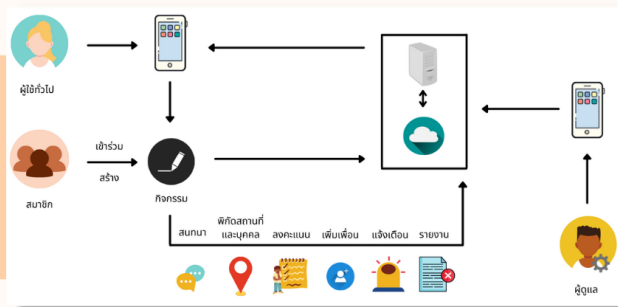 ผู้ใช้ทั่วไป
เข้าร่วม
สร้าง
สมาชิก
กิจกรรม
สนทนา
พิกัดสถานที่
และบุคคล
ลงคะแนน
เพิ่มเพื่อน
แจ้งเตือน
รายงาน
ผู้ดูแล